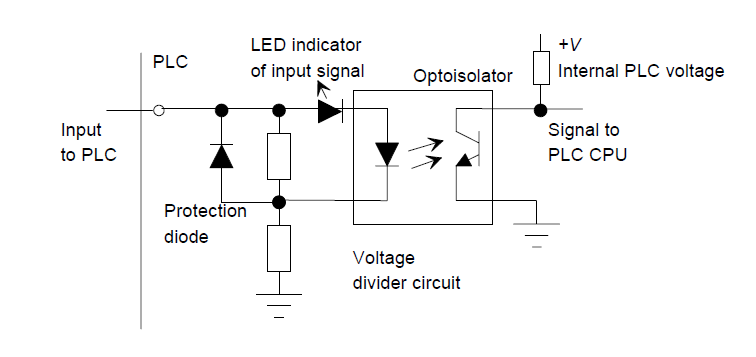 PLC
LED indicator
of input signal
Optoisolator
+V
Internal PLC voltage
Input
to PLC
Signal to
PLC CPU
Protection
diode
Voltage
divider circuit